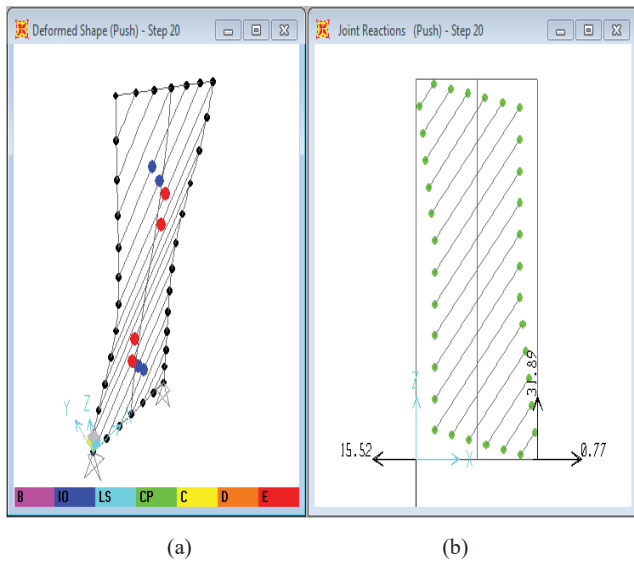 Deformed Shape (Push) - Step 20
Y Z
B IO LS CP C D E
(a)
Joint Reactions (Push) - Step 20
Z
31.89
15.52 X 0.77
(b)